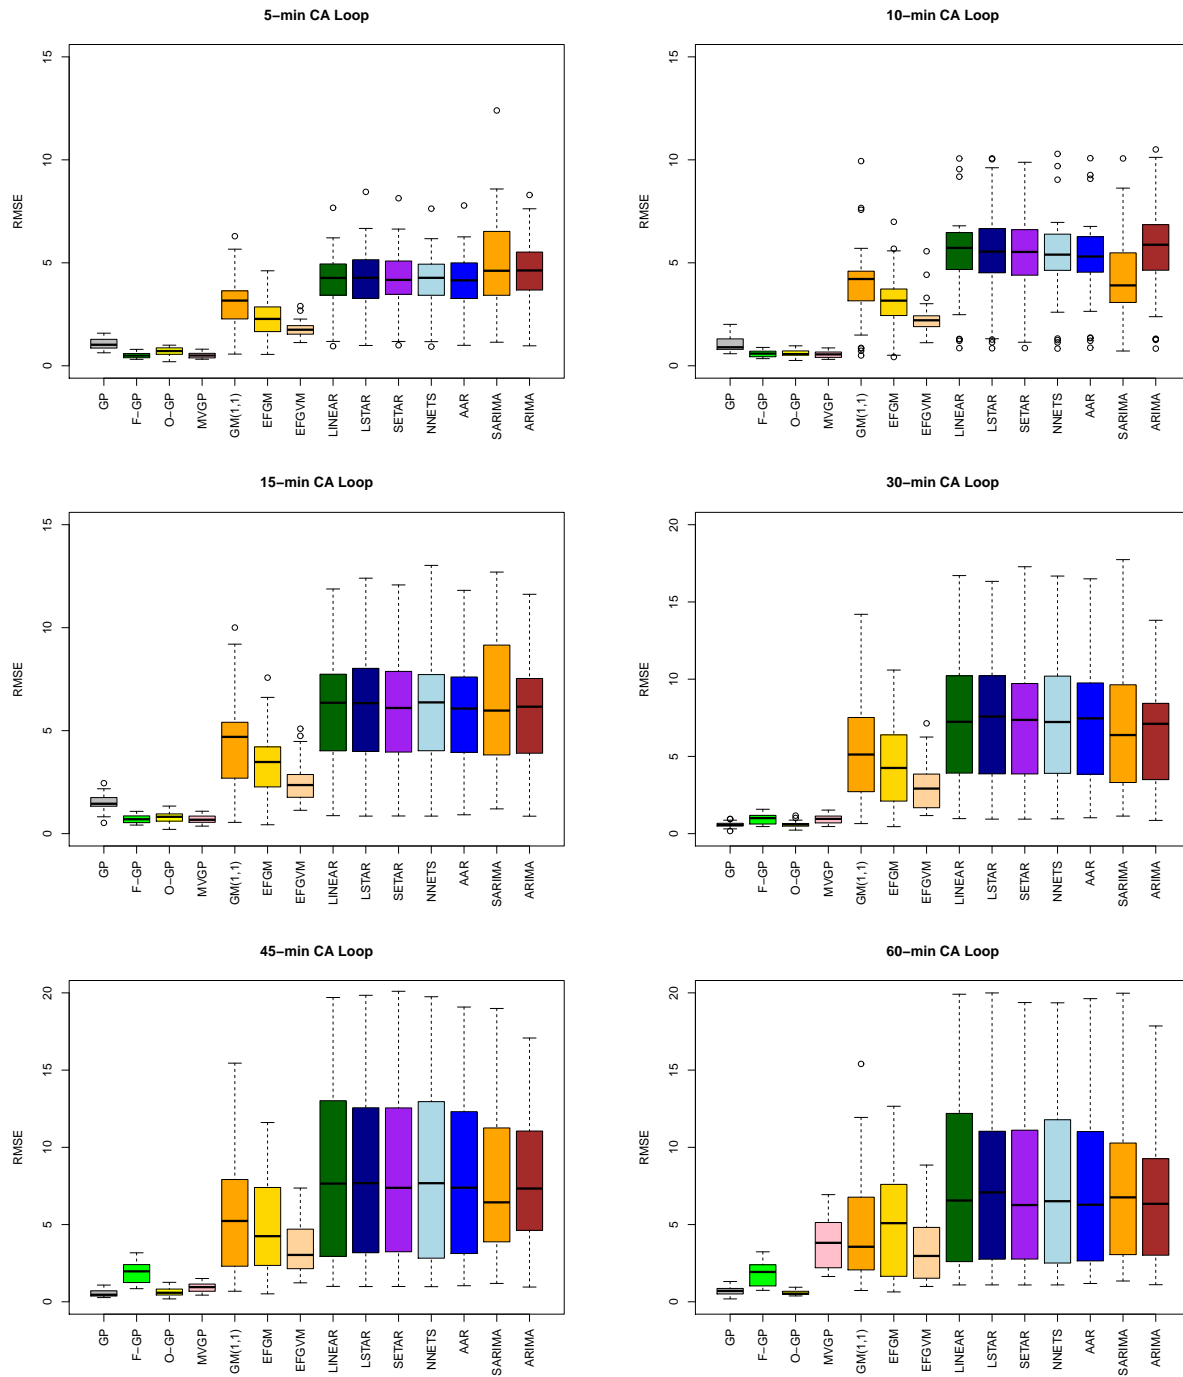 5−min CA Loop
RMSE
15
10
5
0
GP
F−GP
O−GP
MVGP
GM(1,1)
EFGM
EFGVM
LINEAR
LSTAR
SETAR
NNETS
AAR
SARIMA
ARIMA
10−min CA Loop
RMSE
15
10
5
0
GP
F−GP
O−GP
MVGP
GM(1,1)
EFGM
EFGVM
LINEAR
LSTAR
SETAR
NNETS
AAR
SARIMA
ARIMA
15−min CA Loop
RMSE
15
10
5
0
GP
F−GP
O−GP
MVGP
GM(1,1)
EFGM
EFGVM
LINEAR
LSTAR
SETAR
NNETS
AAR
SARIMA
ARIMA
30−min CA Loop
RMSE
20
15
10
5
0
GP
F−GP
O−GP
MVGP
GM(1,1)
EFGM
EFGVM
LINEAR
LSTAR
SETAR
NNETS
AAR
SARIMA
ARIMA
45−min CA Loop
RMSE
20
15
10
5
0
GP
F−GP
O−GP
MVGP
GM(1,1)
EFGM
EFGVM
LINEAR
LSTAR
SETAR
NNETS
AAR
SARIMA
ARIMA
60−min CA Loop
RMSE
20
15
10
5
0
GP
F−GP
O−GP
MVGP
GM(1,1)
EFGM
EFGVM
LINEAR
LSTAR
SETAR
NNETS
AAR
SARIMA
ARIMA